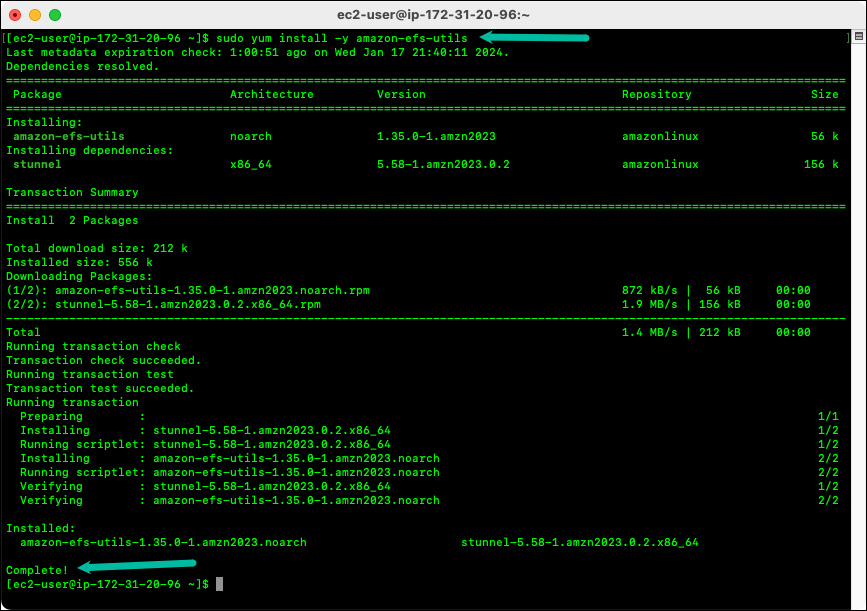 ec2-user@ip-172-31-20-96:~
[[ec2-user@ip-172-31-20-96 ~]$ sudo yum install -y amazon-efs-utils ]
Last metadata expiration check: 1:00:51 ago on Wed Jan 17 21:40:11 2024.
Dependencies resolved.
================================================================================
Package Architecture Version Repository Size
================================================================================
Installing:
amazon-efs-utils noarch 1.35.0-1.amzn2023 amazonlinux 56 k
Installing dependencies:
stunnel x86_64 5.58-1.amzn2023.0.2 amazonlinux 156 k
Transaction Summary
================================================================================
Install 2 Packages
Total download size: 212 k
Installed size: 556 k
Downloading Packages:
(1/2): amazon-efs-utils-1.35.0-1.amzn2023.noarch.rpm 872 kB/s | 56 kB 00:00
(2/2): stunnel-5.58-1.amzn2023.0.2.x86_64.rpm 1.9 MB/s | 156 kB 00:00
--------------------------------------------------------------------------------
Total 1.4 MB/s | 212 kB 00:00
Running transaction check
Transaction check succeeded.
Running transaction test
Transaction test succeeded.
Running transaction
Preparing : 1/1
Installing : stunnel-5.58-1.amzn2023.0.2.x86_64 1/2
Running scriptlet: stunnel-5.58-1.amzn2023.0.2.x86_64 1/2
Installing : amazon-efs-utils-1.35.0-1.amzn2023.noarch 2/2
Running scriptlet: amazon-efs-utils-1.35.0-1.amzn2023.noarch 2/2
Verifying : stunnel-5.58-1.amzn2023.0.2.x86_64 1/2
Verifying : amazon-efs-utils-1.35.0-1.amzn2023.noarch 2/2
Installed:
amazon-efs-utils-1.35.0-1.amzn2023.noarch stunnel-5.58-1.amzn2023.0.2.x86_64
Complete!
[ec2-user@ip-172-31-20-96 ~]$